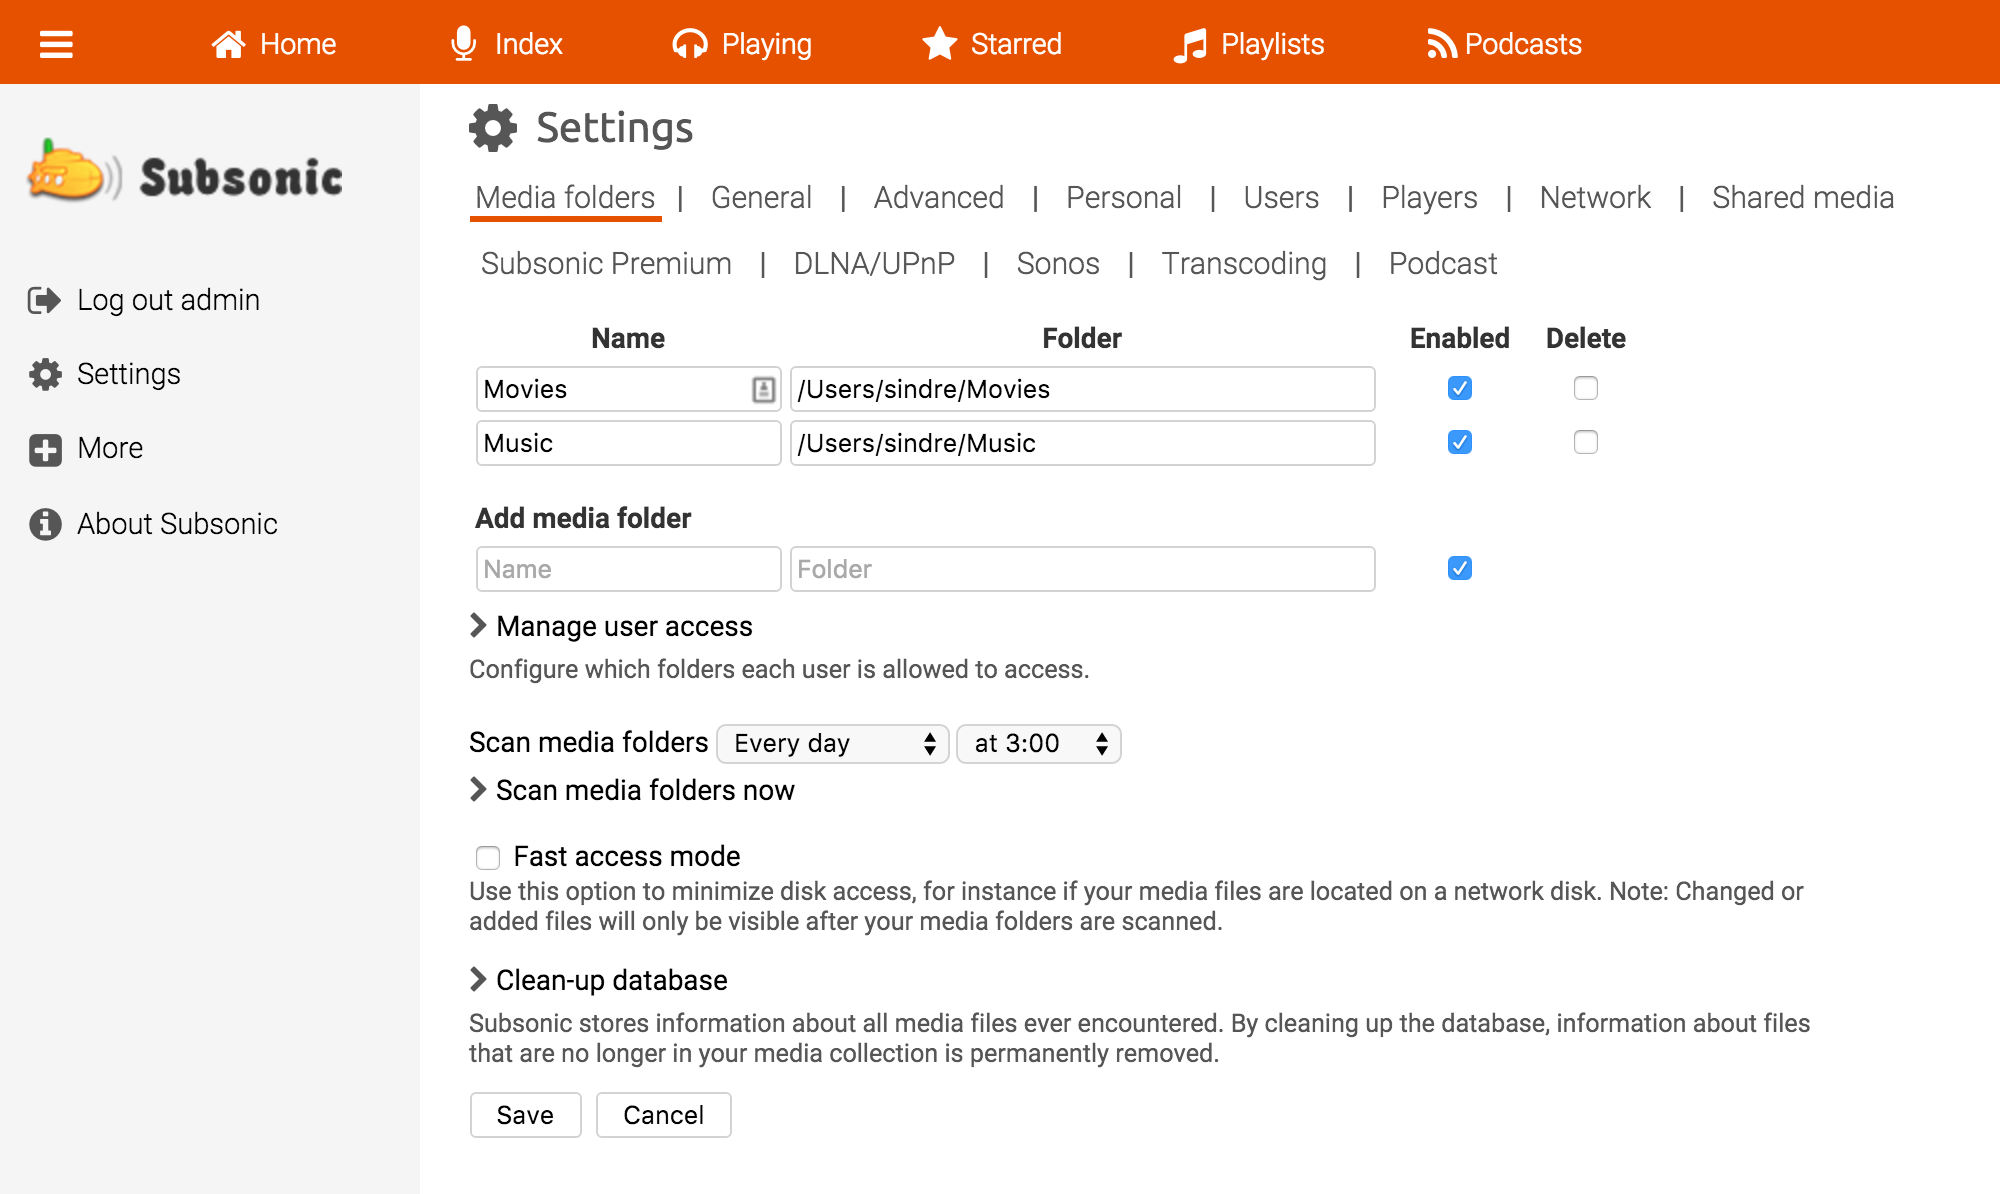 Home Index Playing Starred Playlists Podcasts
Subsonic
Log out admin
Settings
More
About Subsonic
Settings
Media folders | General | Advanced | Personal | Users | Players | Network | Shared media
Subsonic Premium | DLNA/UPnP | Sonos | Transcoding | Podcast
Name Folder Enabled Delete
Movies /Users/sindre/Movies
Music /Users/sindre/Music
Add media folder
Name Folder
Manage user access
Configure which folders each user is allowed to access.
Scan media folders Every day at 3:00
Scan media folders now
Fast access mode
Use this option to minimize disk access, for instance if your media files are located on a network disk. Note: Changed or
added files will only be visible after your media folders are scanned.
Clean-up database
Subsonic stores information about all media files ever encountered. By cleaning up the database, information about files
that are no longer in your media collection is permanently removed.
Save Cancel